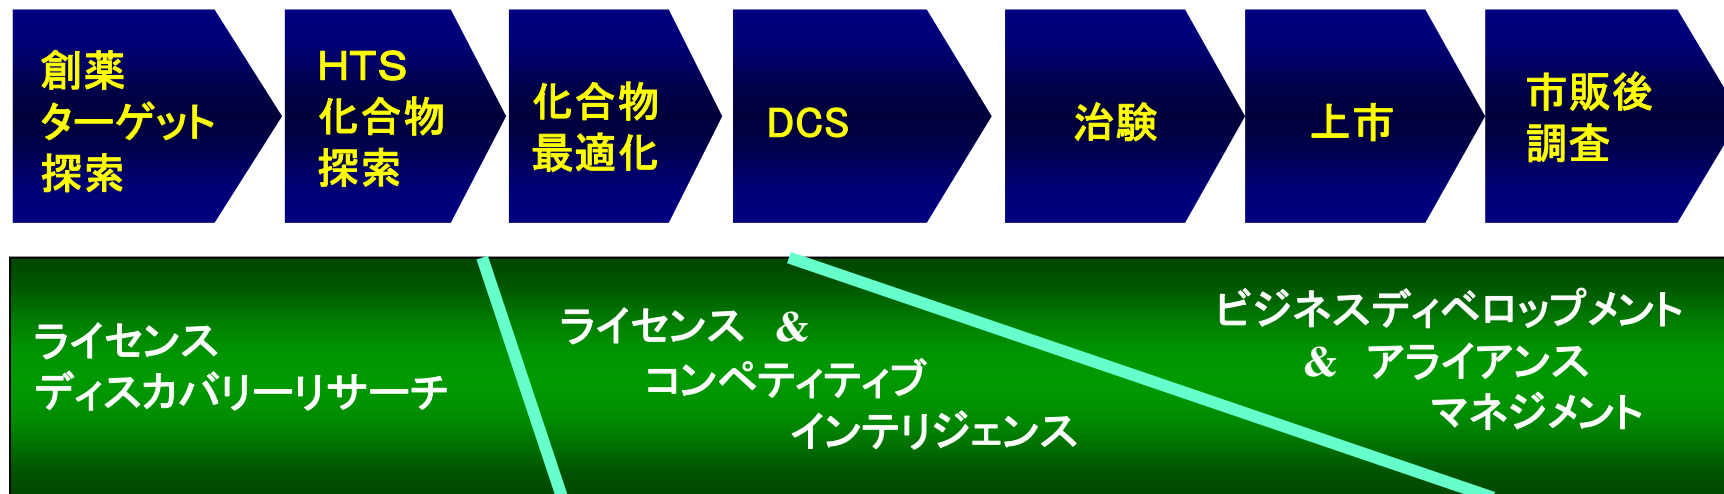 創薬
ターゲット
探索
HTS
化合物
探索
化合物
最適化
DCS
治験
上市
市販後
調査
ライセンス
ディスカバリーリサーチ
ライセンス &
コンペティティブ
インテリジェンス
ビジネスディベロップメント
& アライアンス
マネジメント